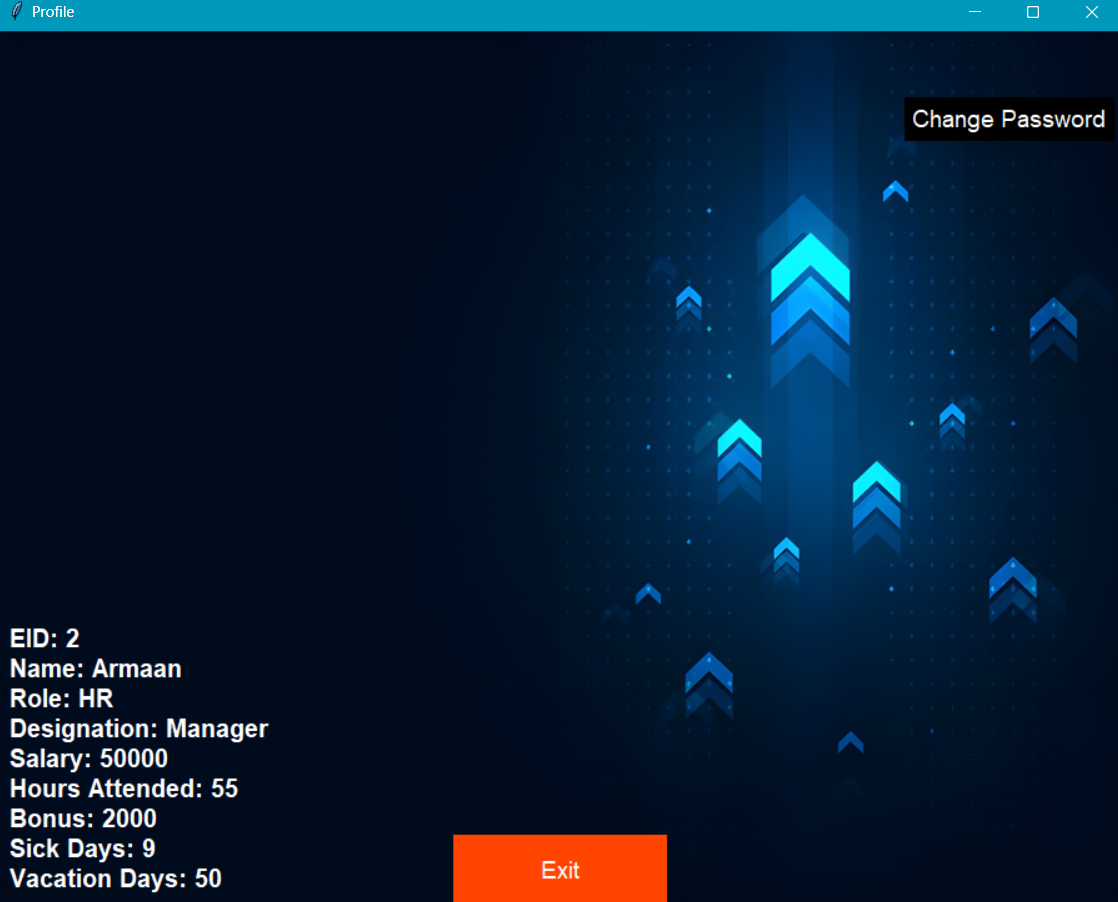 Profile
Change Password
EID: 2
Name: Armaan
Role: HR
Designation: Manager
Salary: 50000
Hours Attended: 55
Bonus: 2000
Sick Days: 9
Vacation Days: 50
Exit